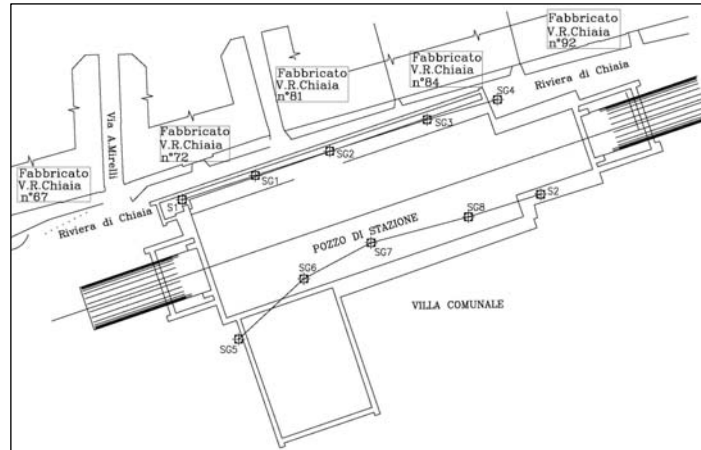 Fabbricato
V.R.Chiaia
n°92
Fabbricato
V.R.Chiaia
n°84
Fabbricato
V.R.Chiaia
n°81
Riviera di Chiaia
SG4
Via A.Mirelli
Fabbricato
V.R.Chiaia
n°72
SG3
SG2
Fabbricato
V.R.Chiaia
n°67
SG1
S1
S2
Riviera di Chiaia
SG8
POZZO DI STAZIONE
SG7
SG6
VILLA COMUNALE
SG5